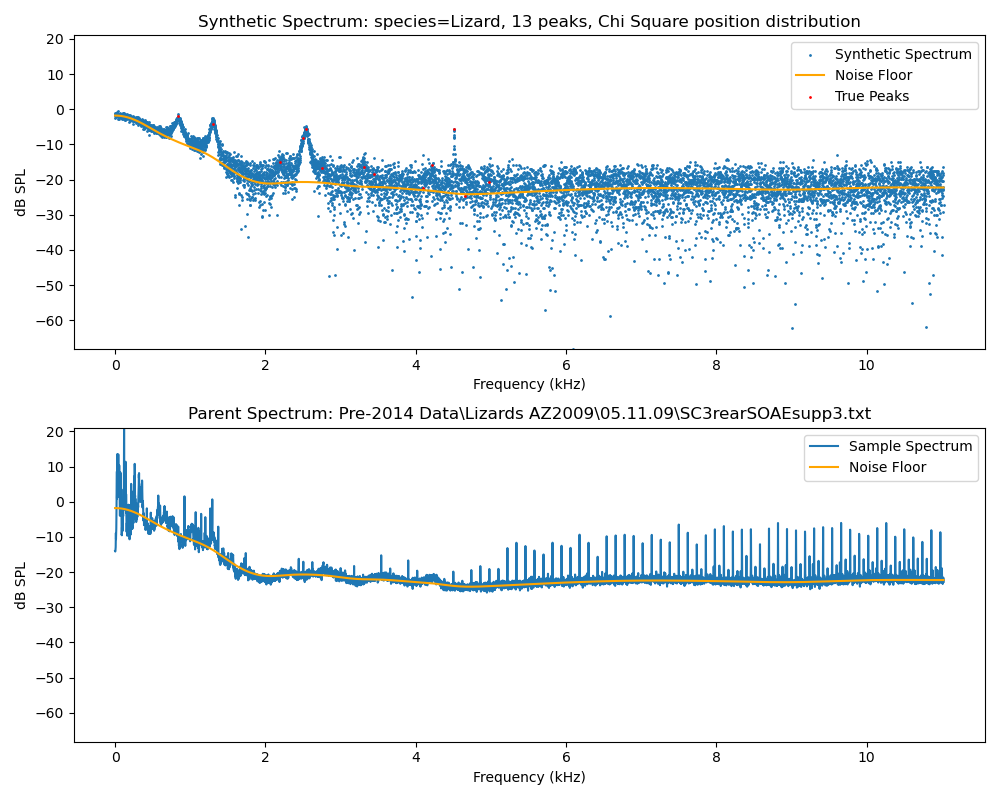 Synthetic Spectrum: species=Lizard, 13 peaks, Chi Square position distribution
20
10
0
−10
−20
−30
−40
−50
−60
dB SPL
Synthetic Spectrum
Noise Floor
True Peaks
0 2 4 6 8 10
Frequency (kHz)
Parent Spectrum: Pre-2014 Data\Lizards AZ2009\05.11.09\SC3rearSOAEsupp3.txt
20
10
0
−10
−20
−30
−40
−50
−60
dB SPL
Sample Spectrum
Noise Floor
0 2 4 6 8 10
Frequency (kHz)